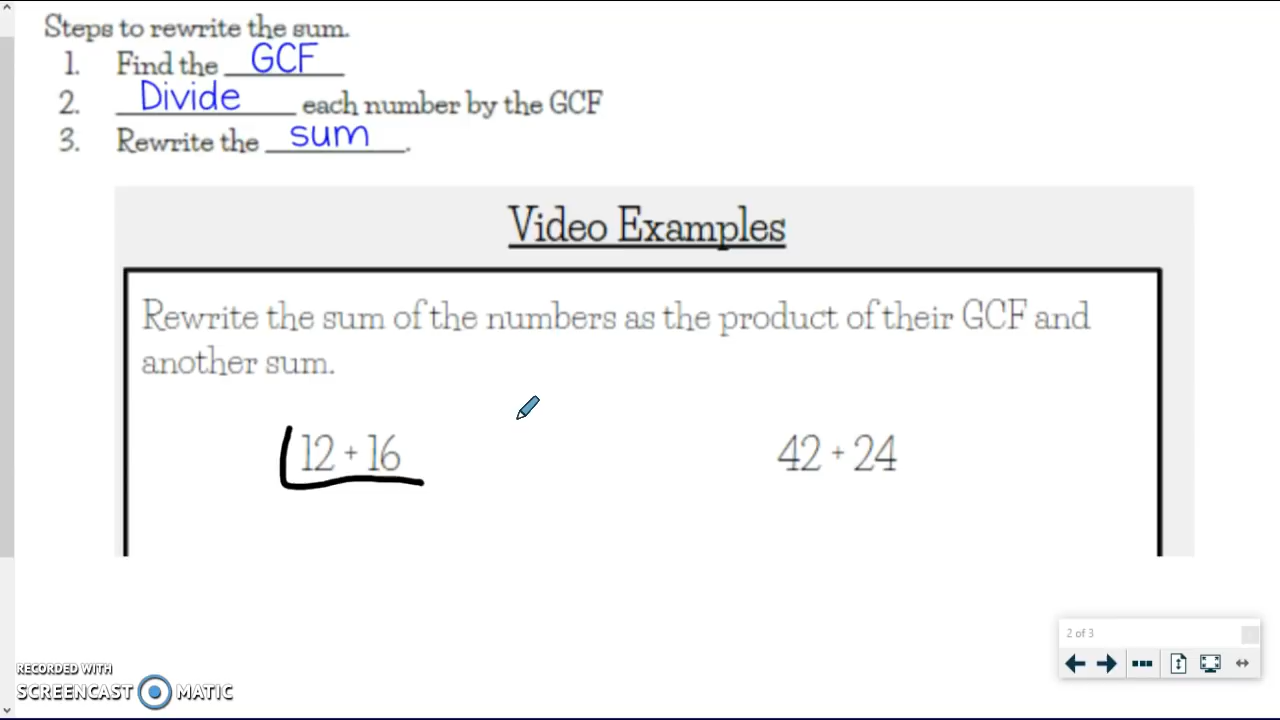 Steps to rewrite the sum.
1. Find the GCF
2. Divide each number by the GCF
3. Rewrite the sum.
Video Examples
Rewrite the sum of the numbers as the product of their GCF and
another sum.
12 + 16 42 + 24
2 of 3
RECORDED WITH
SCREENCAST MATIC